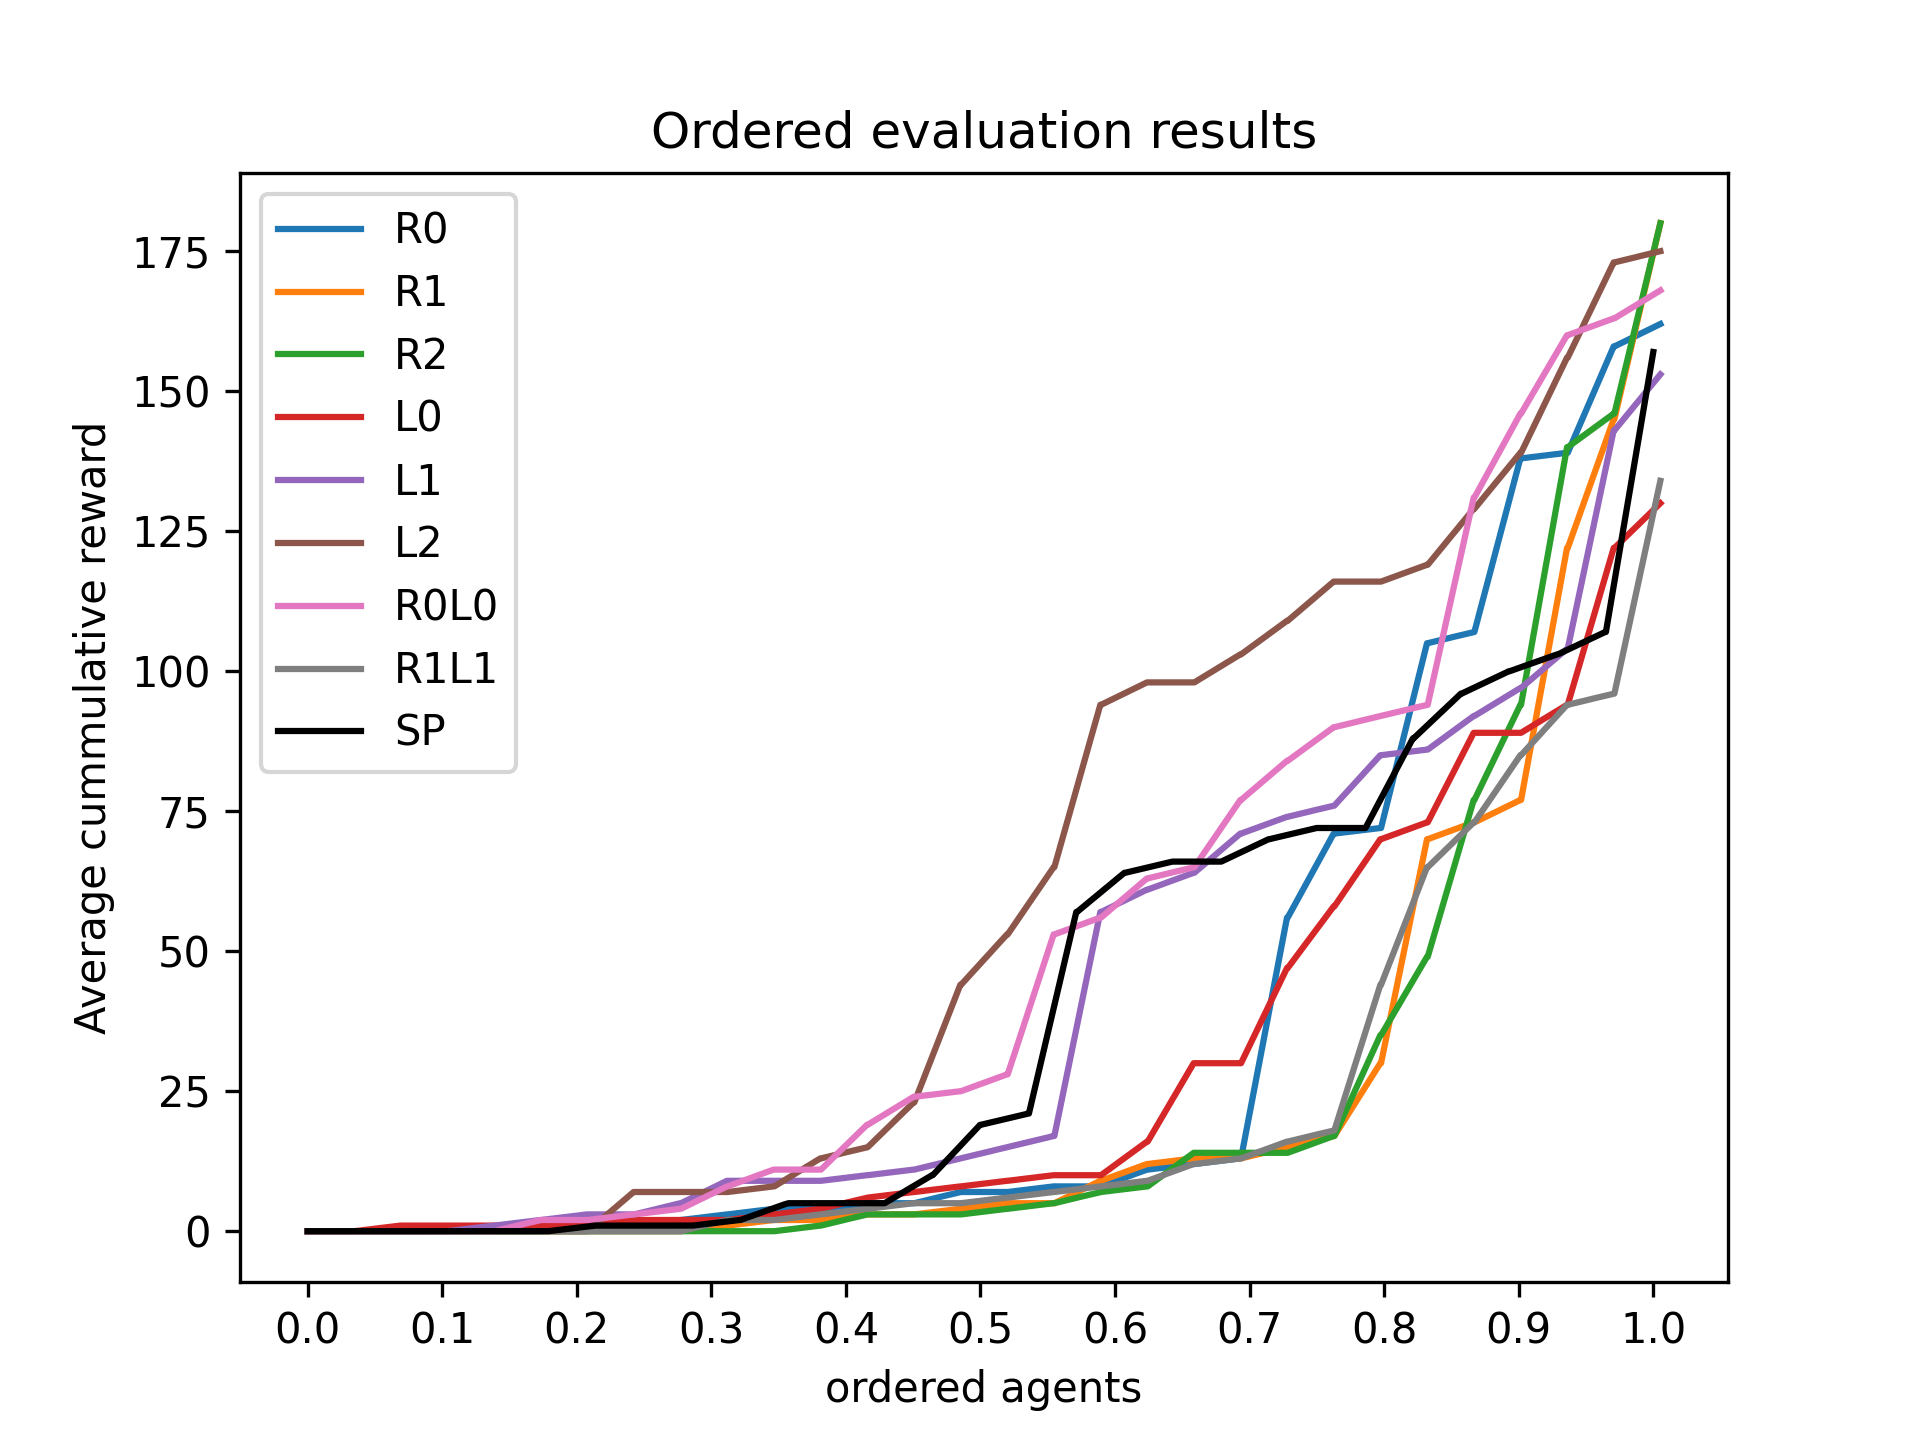 Ordered evaluation results
Average cummulative reward
175
150
125
100
75
50
25
0
R0
R1
R2
L0
L1
L2
R0L0
R1L1
SP
0.0 0.1 0.2 0.3 0.4 0.5 0.6 0.7 0.8 0.9 1.0
ordered agents